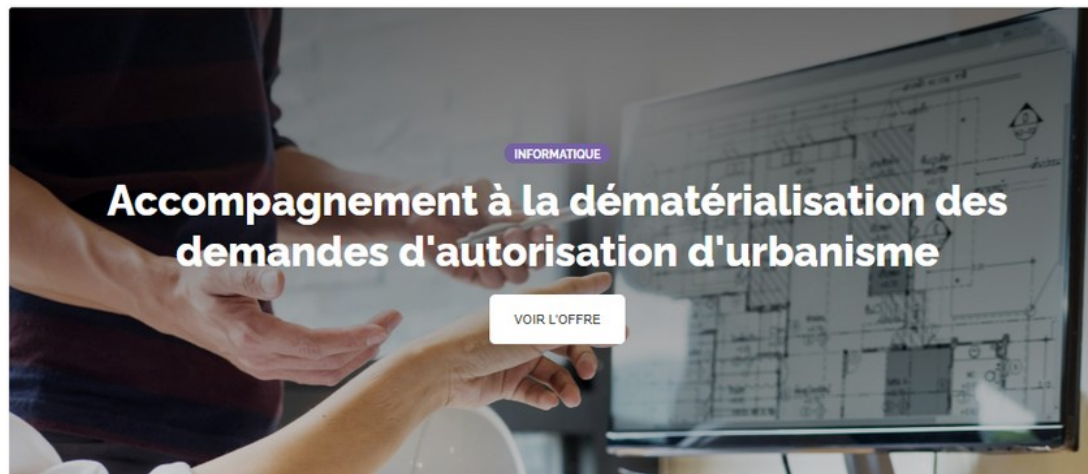 INFORMATIQUE
Accompagnement à la dématérialisation des
demandes d'autorisation d'urbanisme
VOIR L'OFFRE